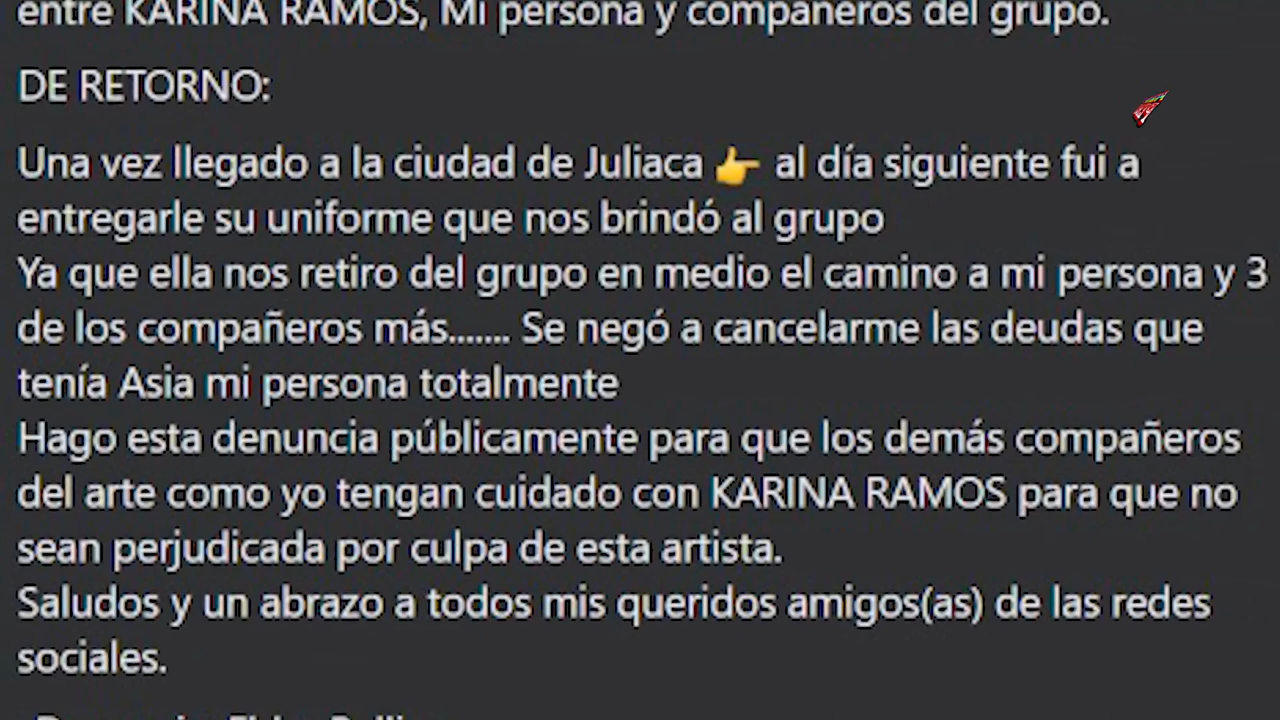 entre KARINA RAMOS, Mi persona y compañeros del grupo.
DE RETORNO:
Una vez llegado a la ciudad de Juliaca 👉 al día siguiente fui a
entregarle su uniforme que nos brindó al grupo
Ya que ella nos retiro del grupo en medio el camino a mi persona y 3
de los compañeros más....... Se negó a cancelarme las deudas que
tenía Asia mi persona totalmente
Hago esta denuncia públicamente para que los demás compañeros
del arte como yo tengan cuidado con KARINA RAMOS para que no
sean perjudicada por culpa de esta artista.
Saludos y un abrazo a todos mis queridos amigos(as) de las redes
sociales.